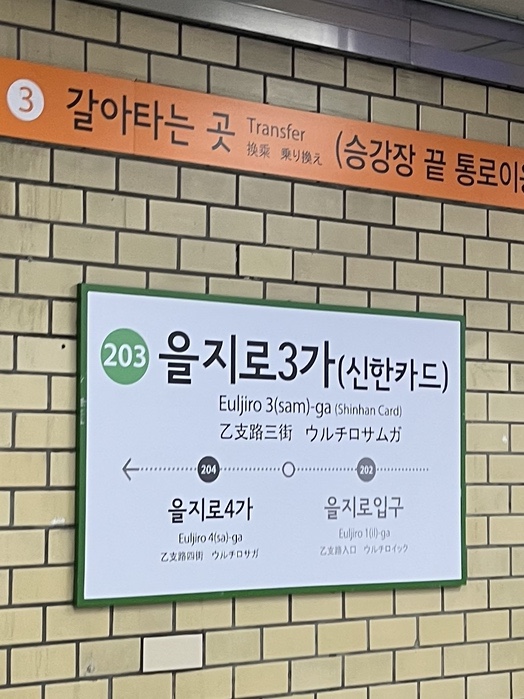 3 갈아타는 곳 Transfer (승강장 끝 통로이용
换乘 乗り換え
203 을지로3가(신한카드)
Euljiro 3(sam)-ga (Shinhan Card)
乙支路三街 ウルチロサムガ
204 202
을지로4가 을지로입구
Euljiro 4(sa)-ga Euljiro 1(il)-ga
乙支路四街 ウルチロサガ 乙支路入口 ウルチロイック